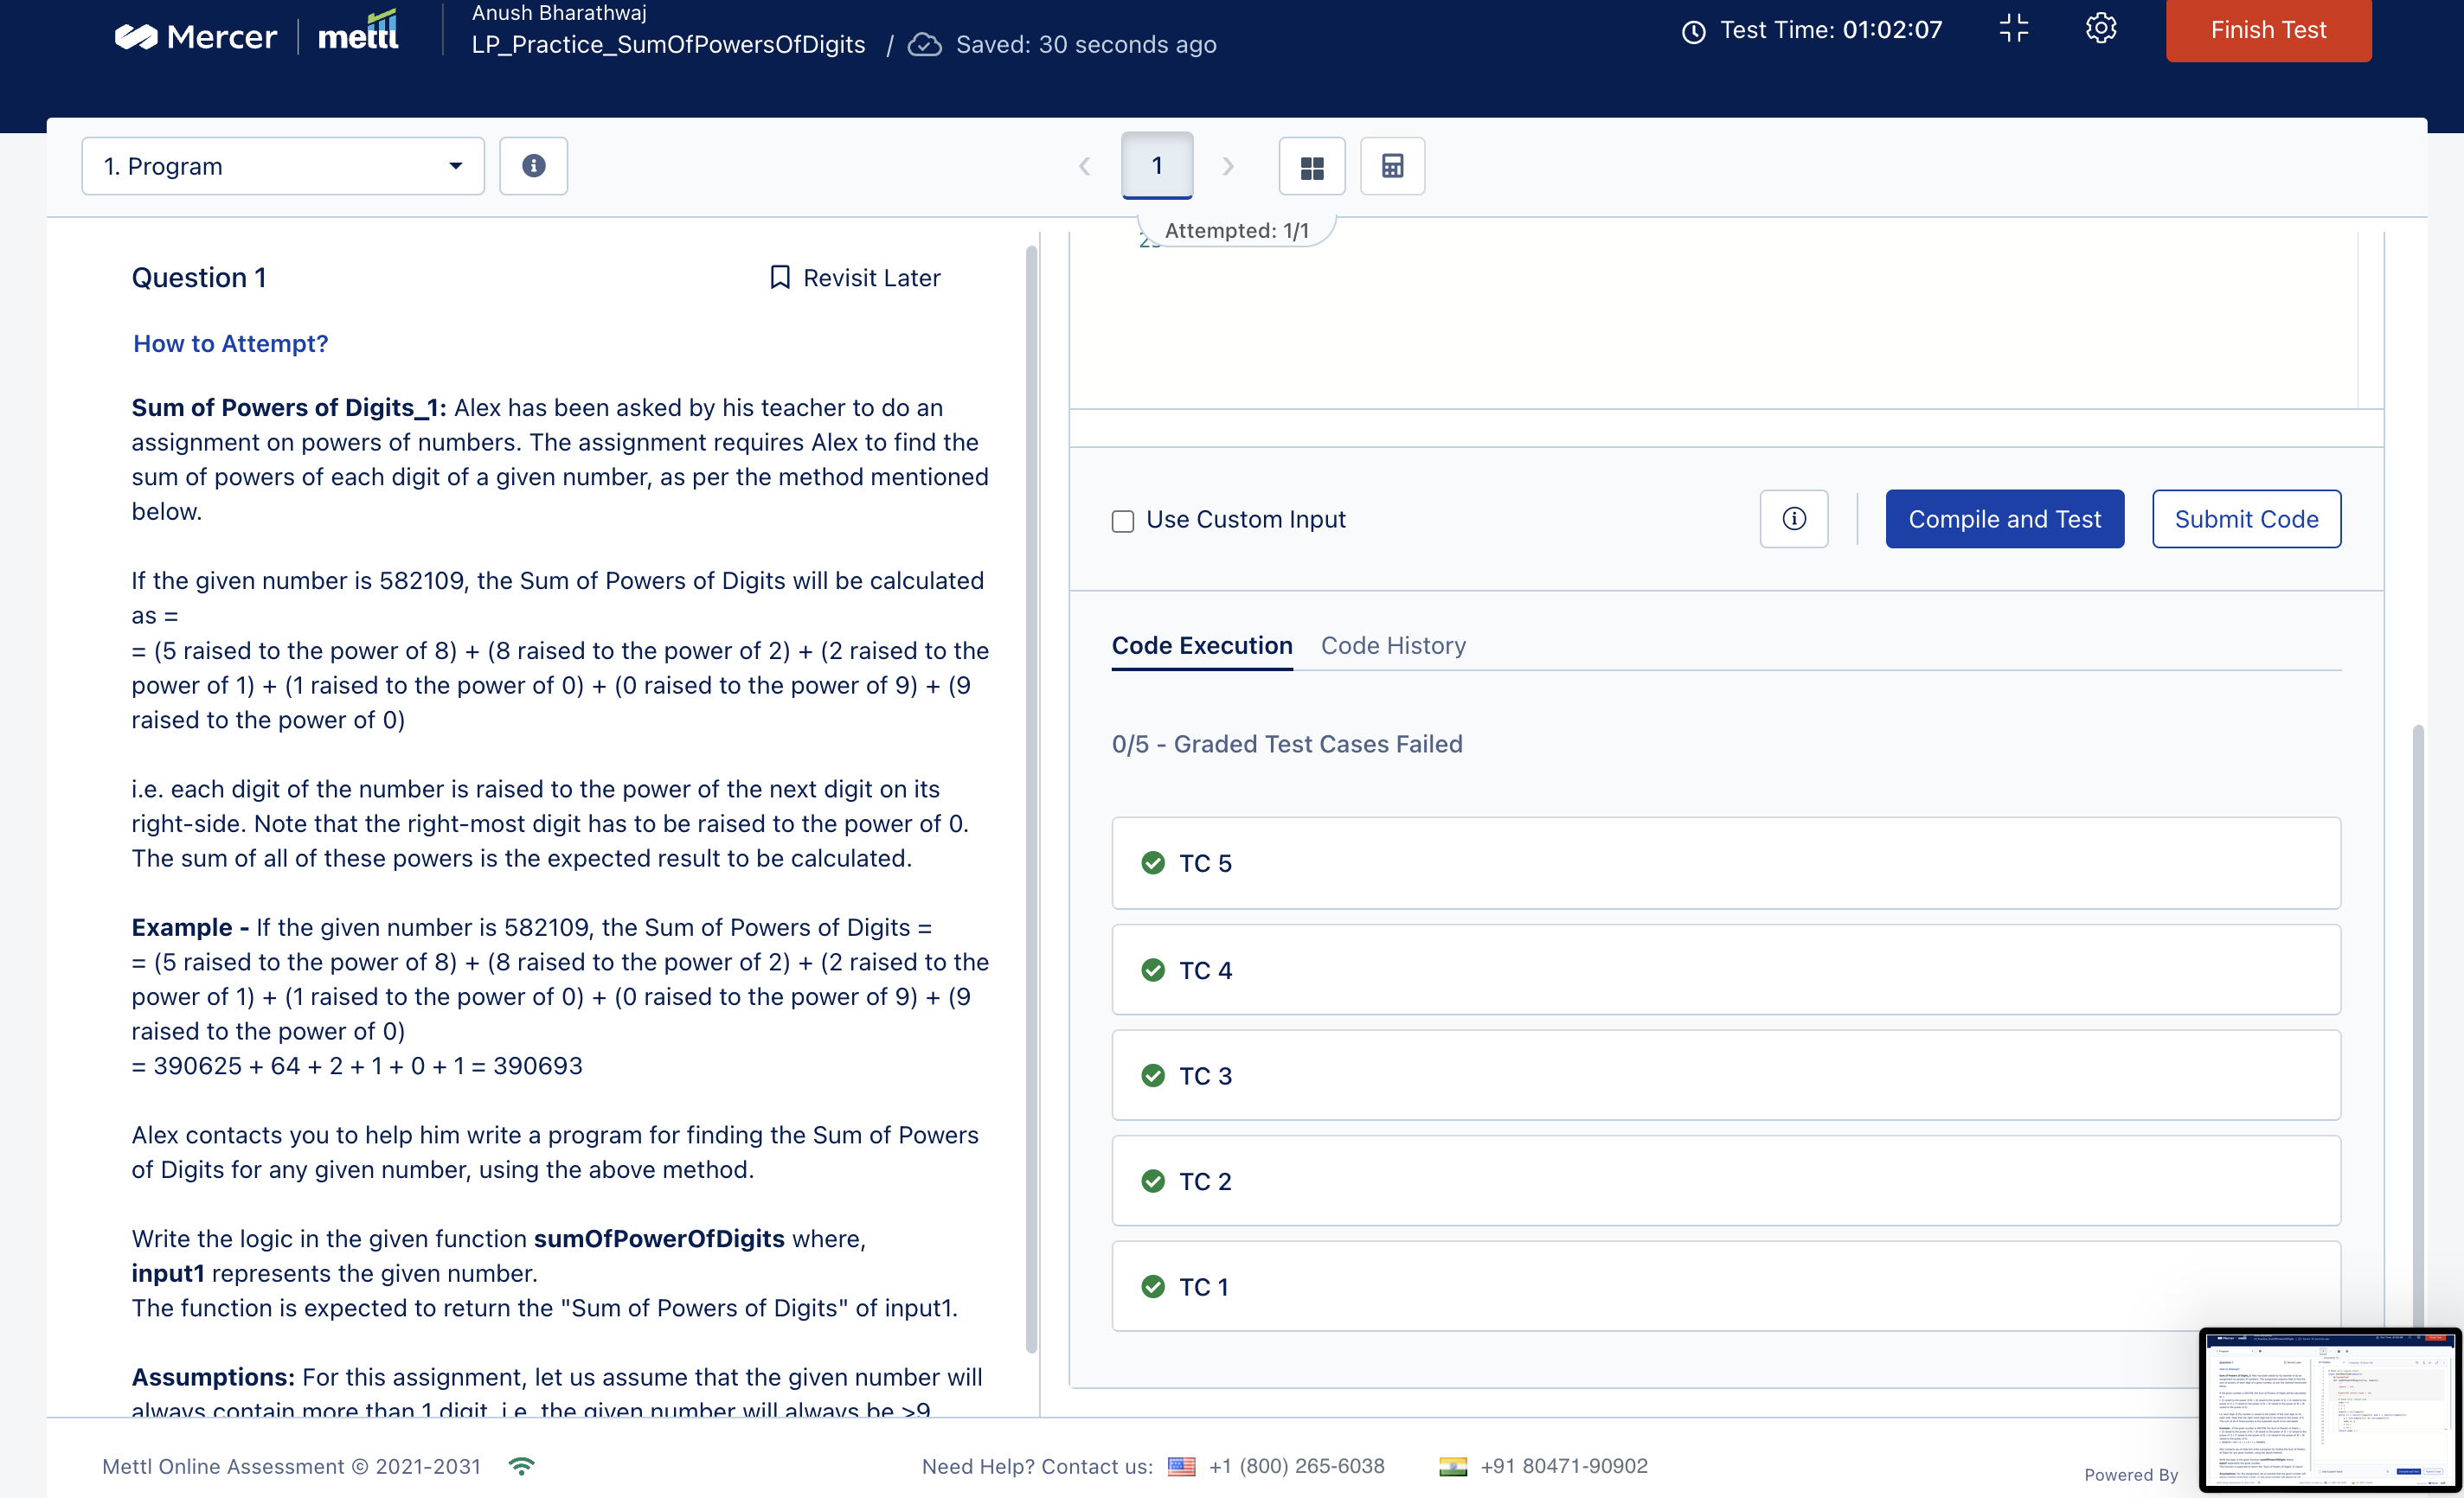 Mercer
mettl
Anush Bharathwaj
LP_Practice_SumOfPowersOfDigits / Saved: 30 seconds ago
Test Time: 01:02:07
Finish Test
1. Program
1
Attempted: 1/1
Question 1
Revisit Later
How to Attempt?
Sum of Powers of Digits_1: Alex has been asked by his teacher to do an
assignment on powers of numbers. The assignment requires Alex to find the
sum of powers of each digit of a given number, as per the method mentioned
below.
If the given number is 582109, the Sum of Powers of Digits will be calculated
as =
= (5 raised to the power of 8) + (8 raised to the power of 2) + (2 raised to the
power of 1) + (1 raised to the power of 0) + (0 raised to the power of 9) + (9
raised to the power of 0)
i.e. each digit of the number is raised to the power of the next digit on its
right-side. Note that the right-most digit has to be raised to the power of 0.
The sum of all of these powers is the expected result to be calculated.
Example - If the given number is 582109, the Sum of Powers of Digits =
= (5 raised to the power of 8) + (8 raised to the power of 2) + (2 raised to the
power of 1) + (1 raised to the power of 0) + (0 raised to the power of 9) + (9
raised to the power of 0)
= 390625 + 64 + 2 + 1 + 0 + 1 = 390693
Alex contacts you to help him write a program for finding the Sum of Powers
of Digits for any given number, using the above method.
Write the logic in the given function sumOfPowerOfDigits where,
input1 represents the given number.
The function is expected to return the "Sum of Powers of Digits" of input1.
Assumptions: For this assignment, let us assume that the given number will
always contain more than 1 digit, i.e. the given number will always be >9.
Use Custom Input
Compile and Test
Submit Code
Code Execution
Code History
0/5 - Graded Test Cases Failed
TC 5
TC 4
TC 3
TC 2
TC 1
Mettl Online Assessment © 2021-2031
Need Help? Contact us: +1 (800) 265-6038 +91 80471-90902
Powered By